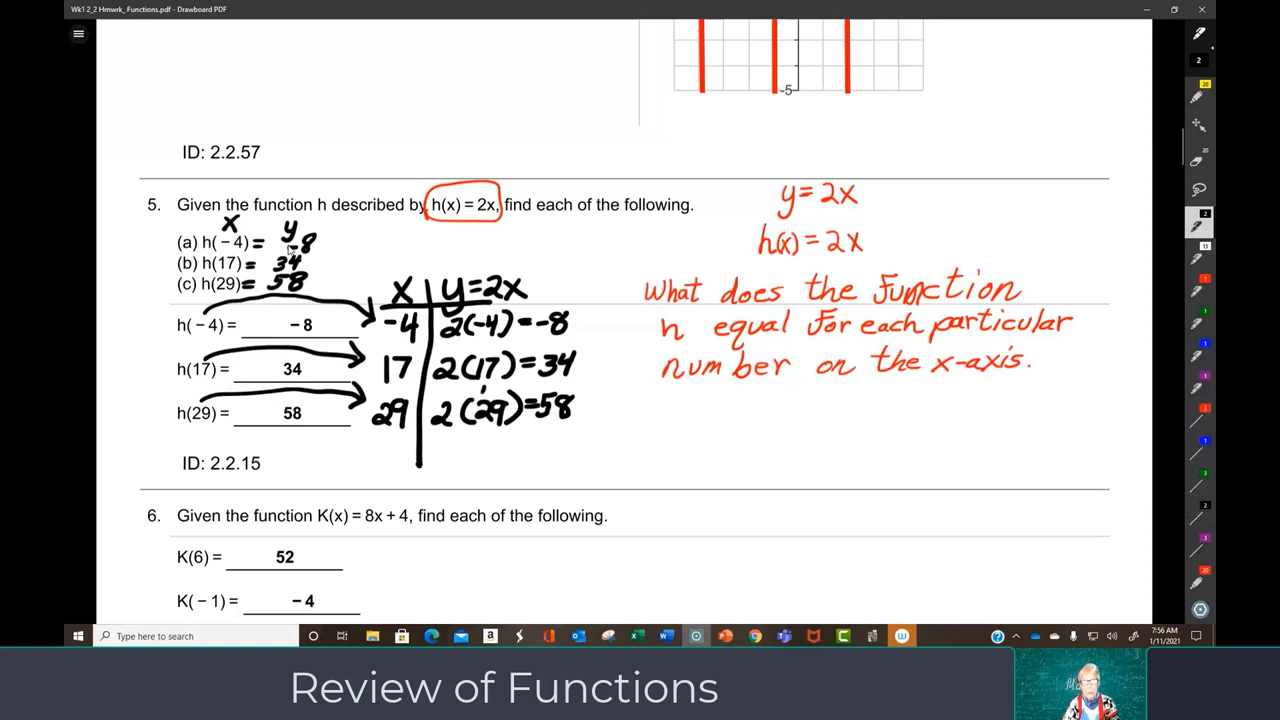 Wk1 2_2 Hmwrk_ Functions.pdf - Drawboard PDF
-5
ID: 2.2.57
5. Given the function h described by h(x) = 2x, find each of the following.
x y
(a) h(−4) = -8
(b) h(17) = 34
(c) h(29) = 58
h(−4) = −8
h(17) = 34
h(29) = 58
x y=2x
-4 2(-4)=-8
17 2(17)=34
29 2(29)=58
y=2x
h(x)=2x
What does the function
h equal for each particular
number on the x-axis.
ID: 2.2.15
6. Given the function K(x) = 8x + 4, find each of the following.
K(6) = 52
K(−1) = −4
Type here to search
7:56 AM
1/11/2021
Review of Functions